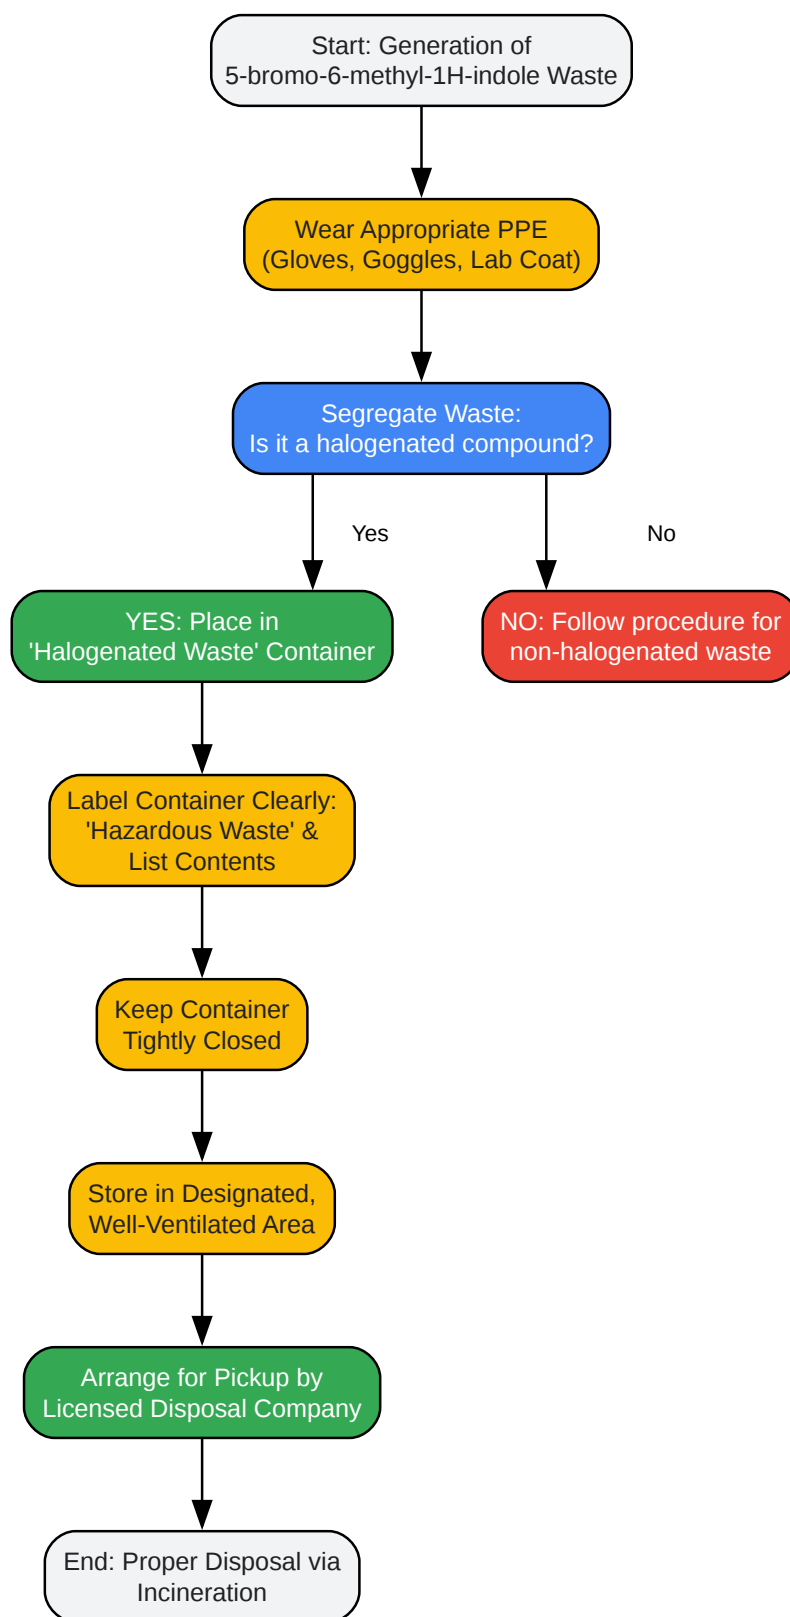 Start: Generation of
5-bromo-6-methyl-1H-indole Waste
Wear Appropriate PPE
(Gloves, Goggles, Lab Coat)
Segregate Waste:
Is it a halogenated compound?
Yes
No
YES: Place in
'Halogenated Waste' Container
NO: Follow procedure for
non-halogenated waste
Label Container Clearly:
'Hazardous Waste' &
List Contents
Keep Container
Tightly Closed
Store in Designated,
Well-Ventilated Area
Arrange for Pickup by
Licensed Disposal Company
End: Proper Disposal via
Incineration